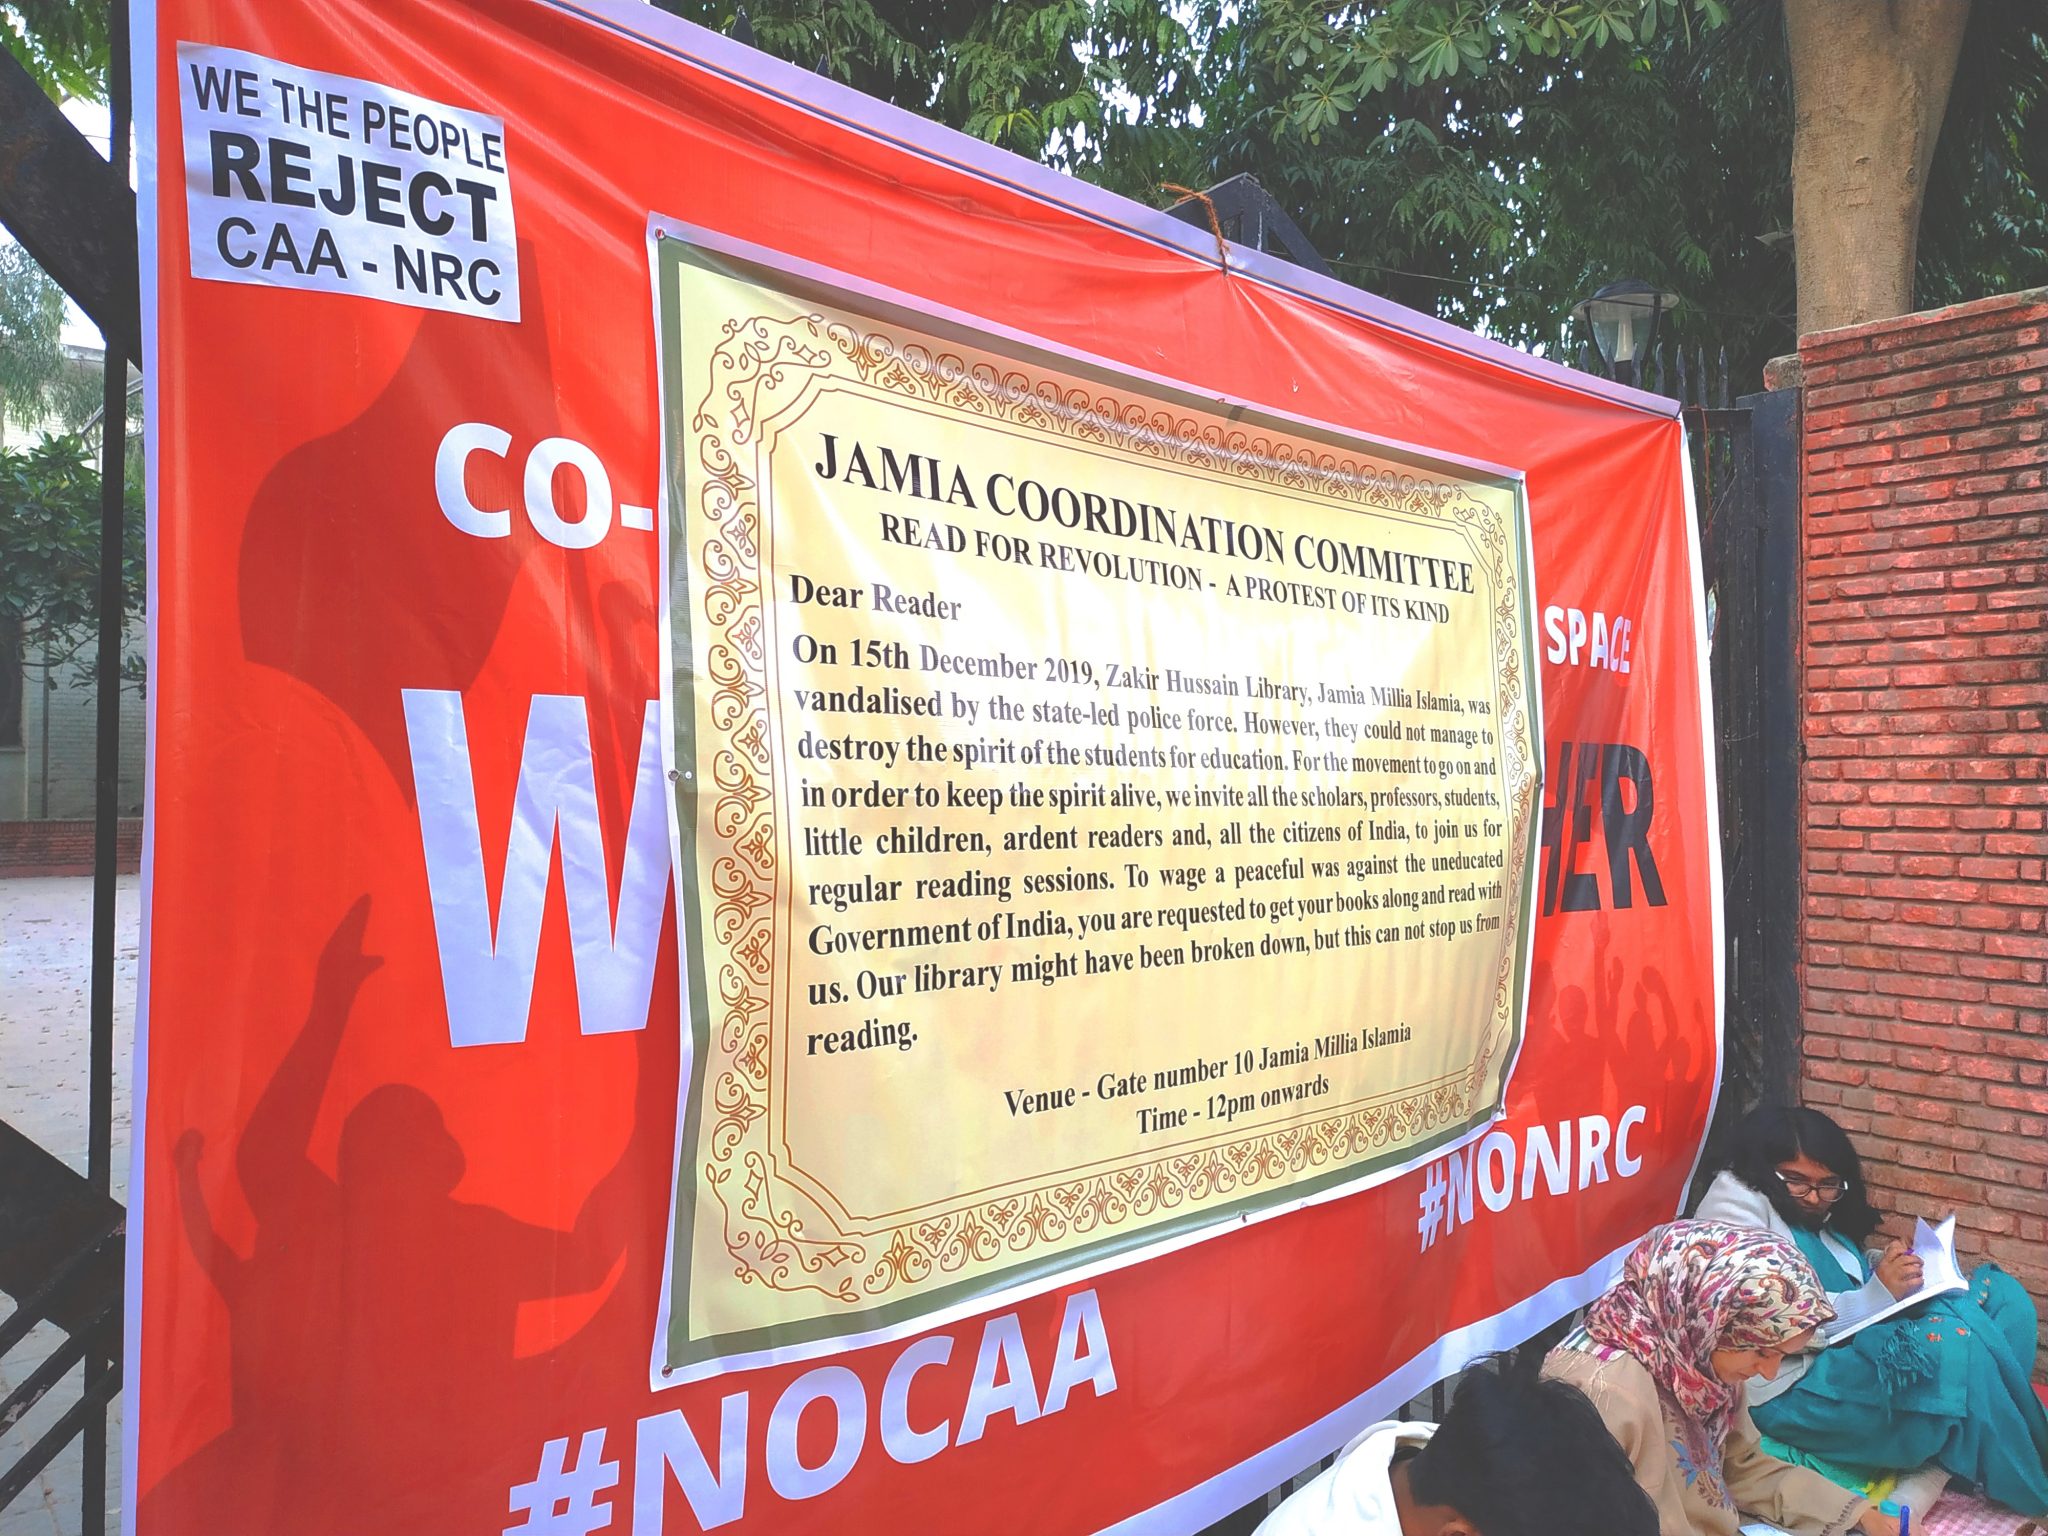 WE THE PEOPLE
REJECT
CAA - NRC
CO-
SPACE
W
HER
JAMIA COORDINATION COMMITTEE
READ FOR REVOLUTION - A PROTEST OF ITS KIND
Dear Reader
On 15th December 2019, Zakir Hussain Library, Jamia Millia Islamia, was
vandalised by the state-led police force. However, they could not manage to
destroy the spirit of the students for education. For the movement to go on and
in order to keep the spirit alive, we invite all the scholars, professors, students,
little children, ardent readers and, all the citizens of India, to join us for
regular reading sessions. To wage a peaceful was against the uneducated
Government of India, you are requested to get your books along and read with
us. Our library might have been broken down, but this can not stop us from
reading.
Venue - Gate number 10 Jamia Millia Islamia
Time - 12pm onwards
#NOCAA
#NONRC